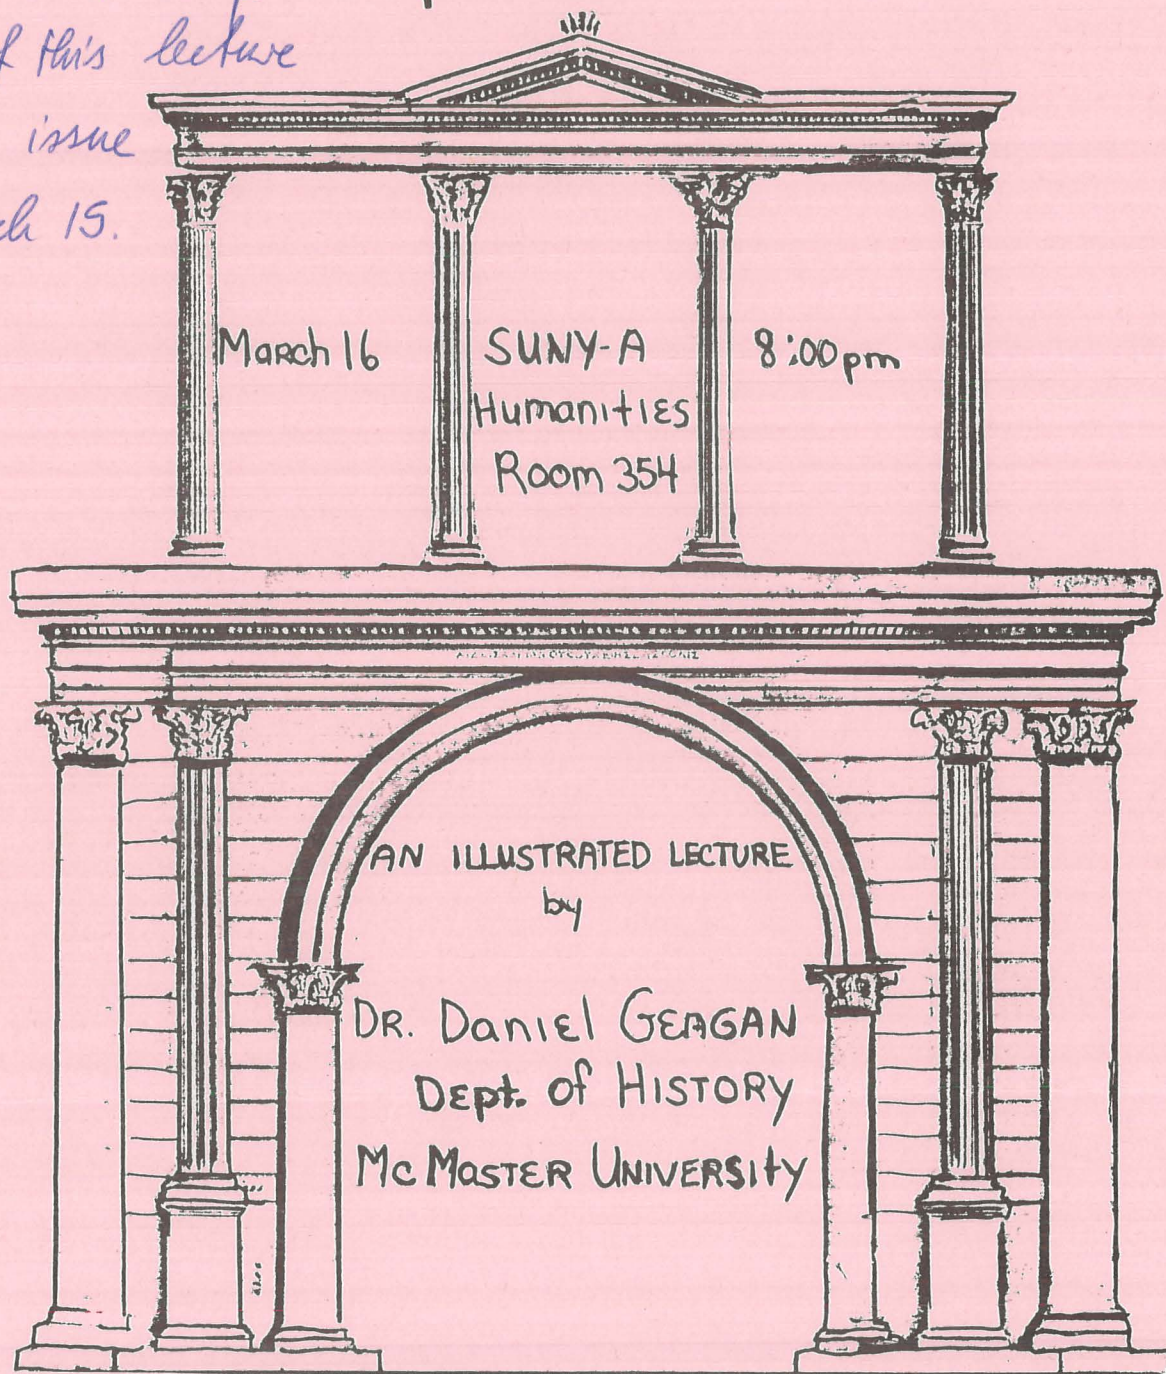 this lecture
issue
15.
March 16
SUNY-A
Humanities
Room 354
8:00 pm
AN ILLUSTRATED LECTURE
by
DR. Daniel GEAGAN
Dept. of HISTORY
McMASTER UNIVERSITY